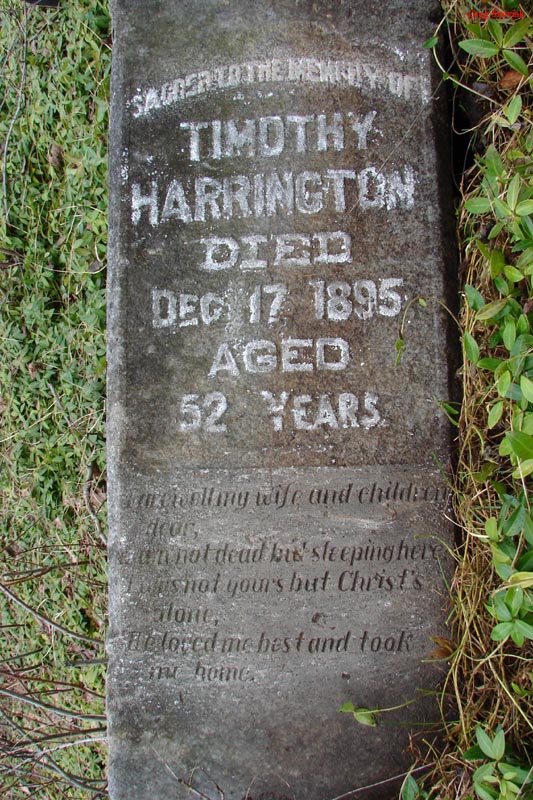 SACRED TO THE MEMORY OF
TIMOTHY
HARRINGTON
DIED
DEC 17 1895
AGED
52 YEARS.
Farewell my wife and children
dear,
I am not dead but sleeping here.
I was not yours but Christ's
alone,
He loved me best and took
me home.